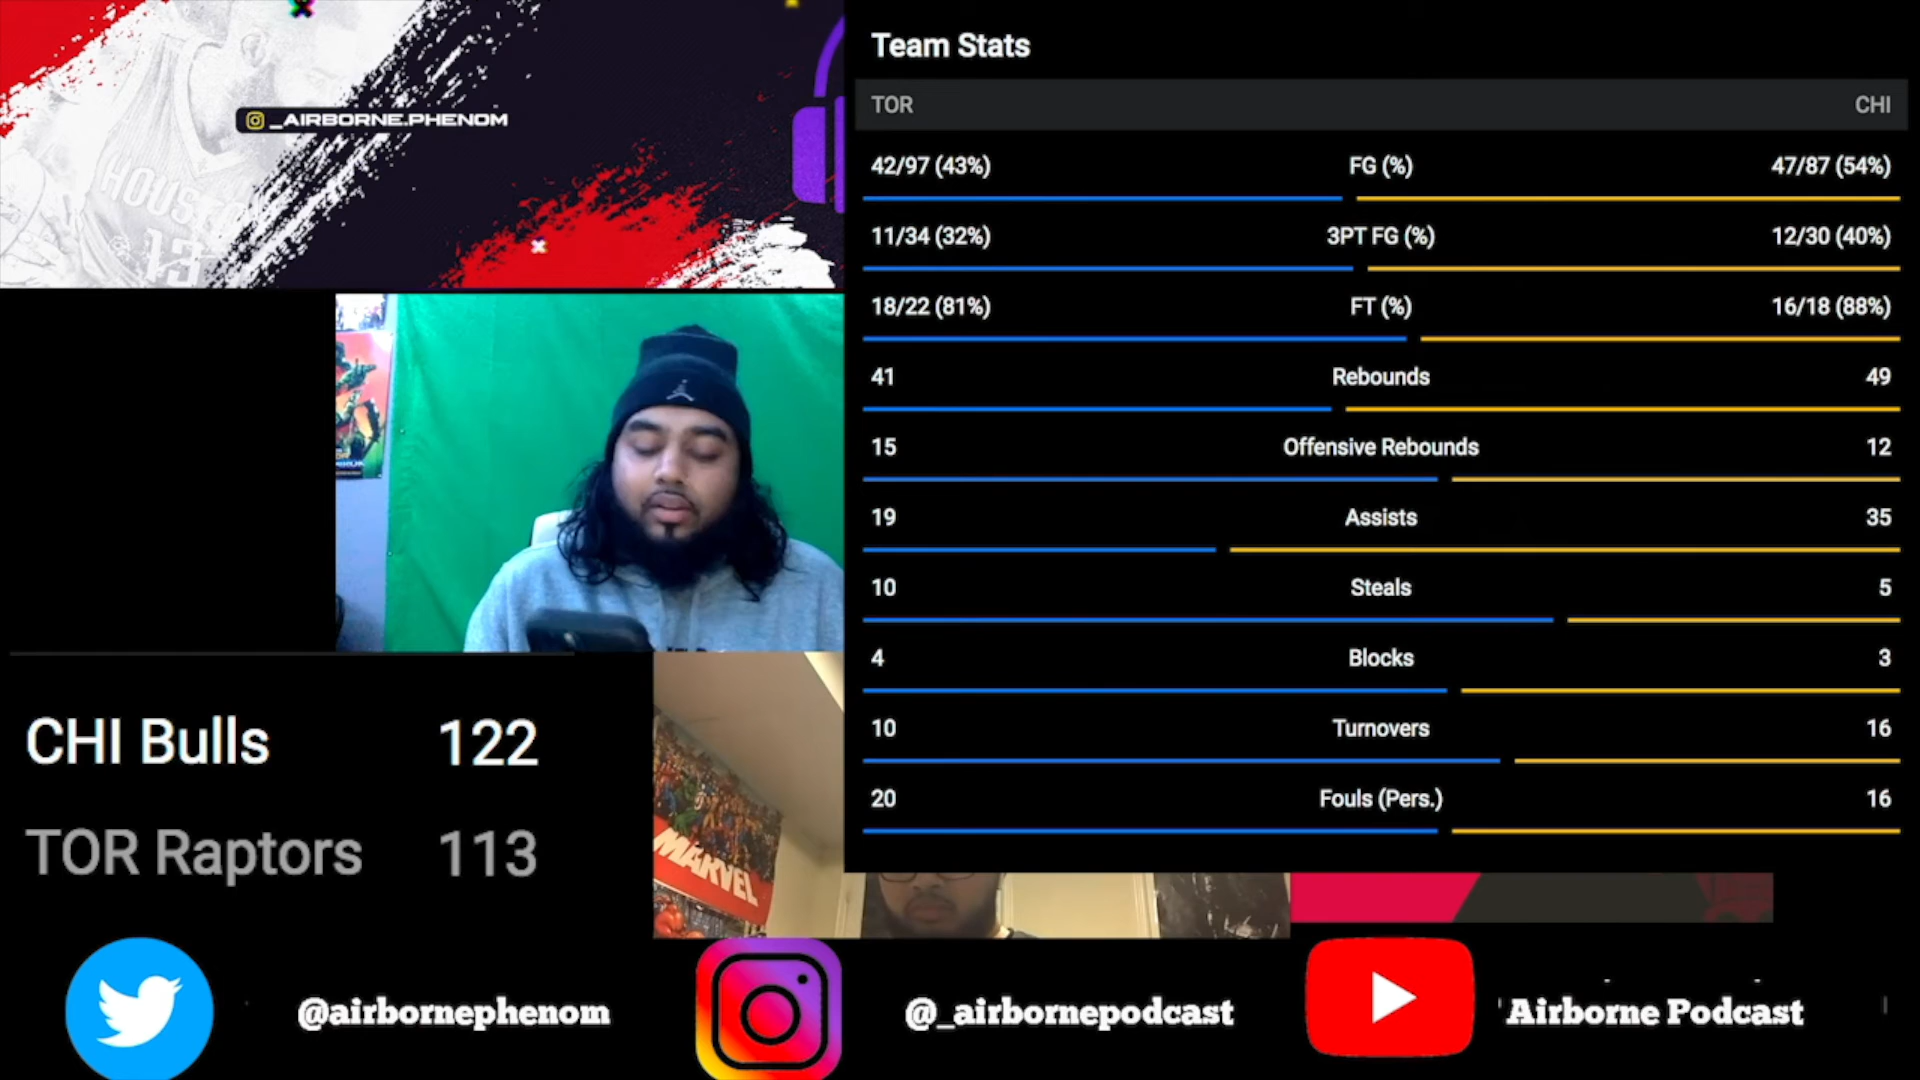 _AIRBORNE.PHENOM
HOUSTON
13
Team Stats
TOR CHI
42/97 (43%) FG (%) 47/87 (54%)
11/34 (32%) 3PT FG (%) 12/30 (40%)
18/22 (81%) FT (%) 16/18 (88%)
41 Rebounds 49
15 Offensive Rebounds 12
19 Assists 35
10 Steals 5
4 Blocks 3
10 Turnovers 16
20 Fouls (Pers.) 16
CHI Bulls 122
TOR Raptors 113
MARVEL
@airbornephenom
@_airbornepodcast
Airborne Podcast